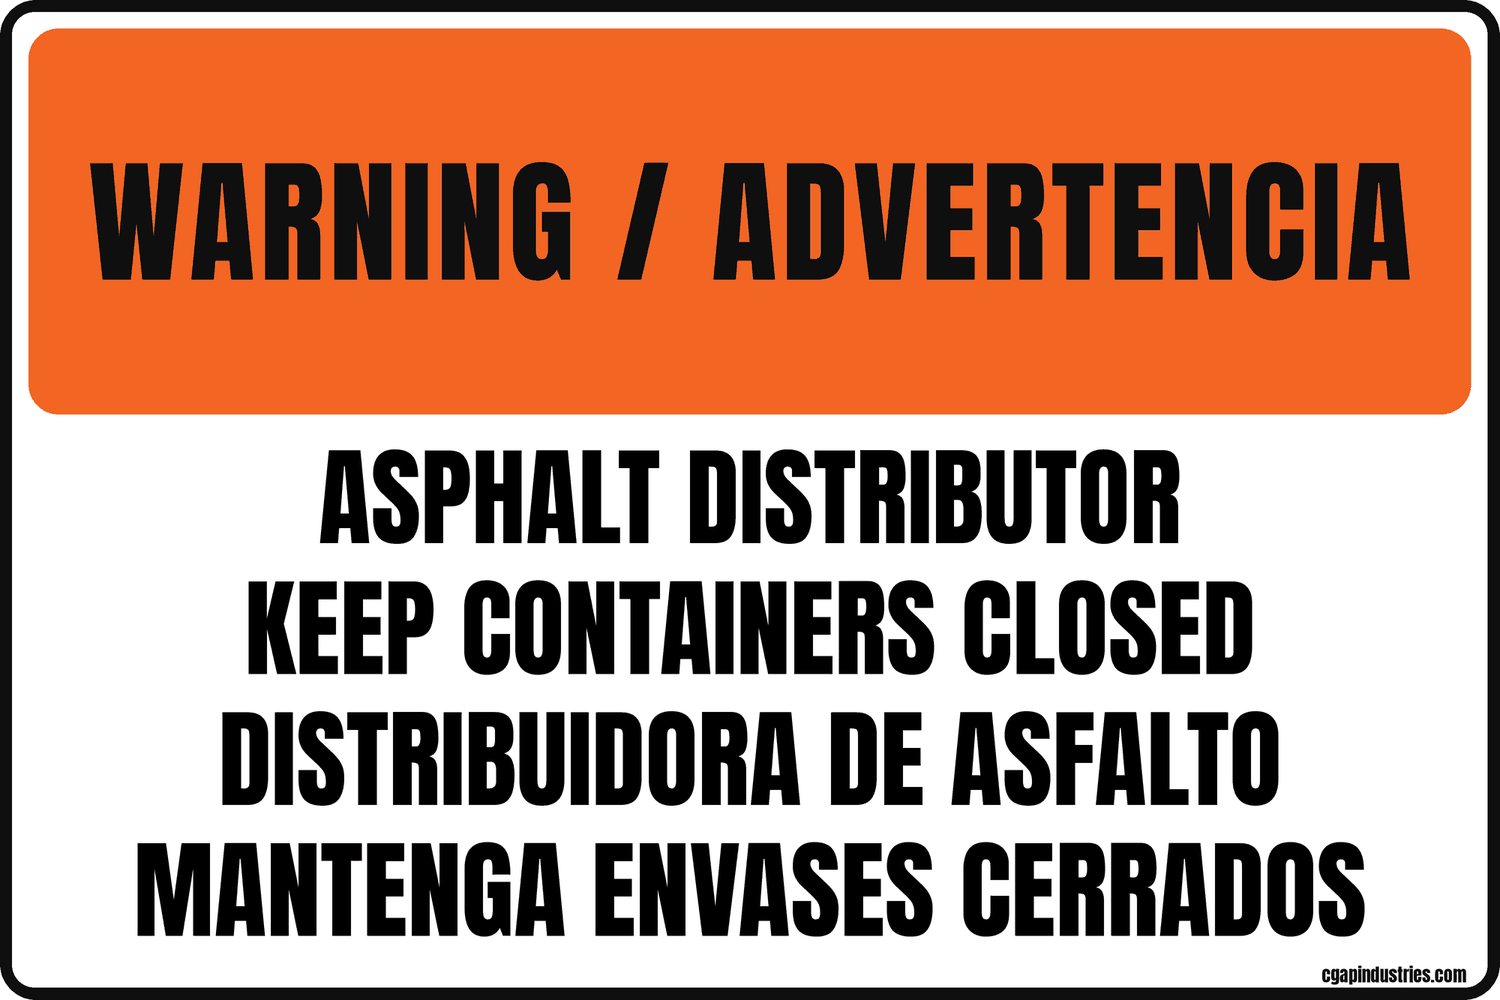 WARNING / ADVERTENCIA
ASPHALT DISTRIBUTOR
KEEP CONTAINERS CLOSED
DISTRIBUIDORA DE ASFALTO
MANTENGA ENVASES CERRADOS
cgapindustries.com